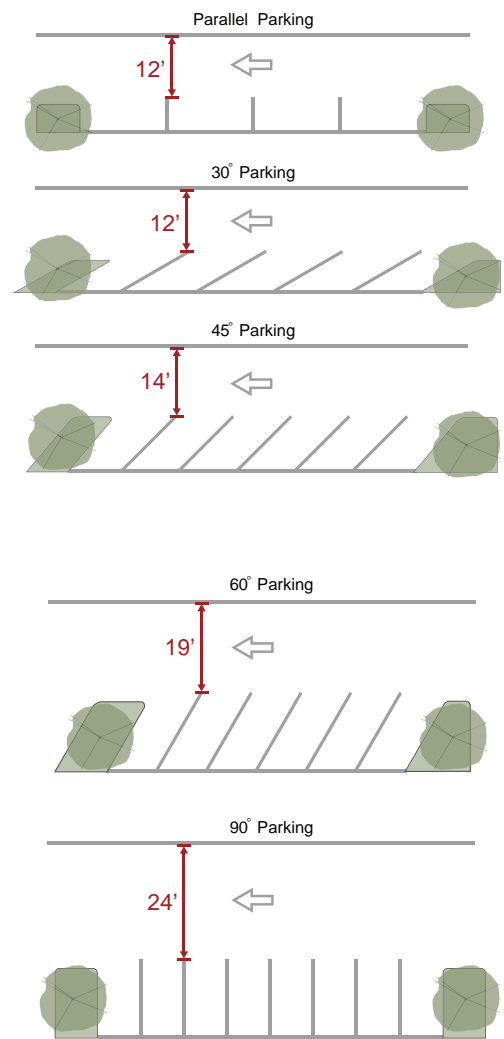 Parallel Parking
12’
30° Parking
12’
45° Parking
14’
60° Parking
19’
90° Parking
24’